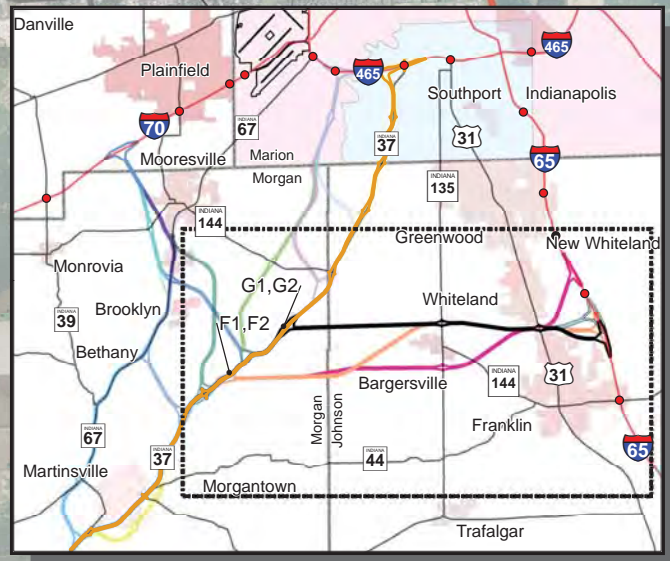 Danville
465
Plainfield
465
Southport
Indianapolis
70
INDIANA
67
INDIANA
37
31
Mooresville
Marion
Morgan
65
INDIANA
135
INDIANA
144
Greenwood
New Whiteland
Monrovia
G1,G2
Whiteland
INDIANA
39
Brooklyn
F1,F2
Bethany
Bargersville
INDIANA
144
31
Morgan
Johnson
Franklin
INDIANA
67
INDIANA
37
INDIANA
44
65
Martinsville
Morgantown
Trafalgar